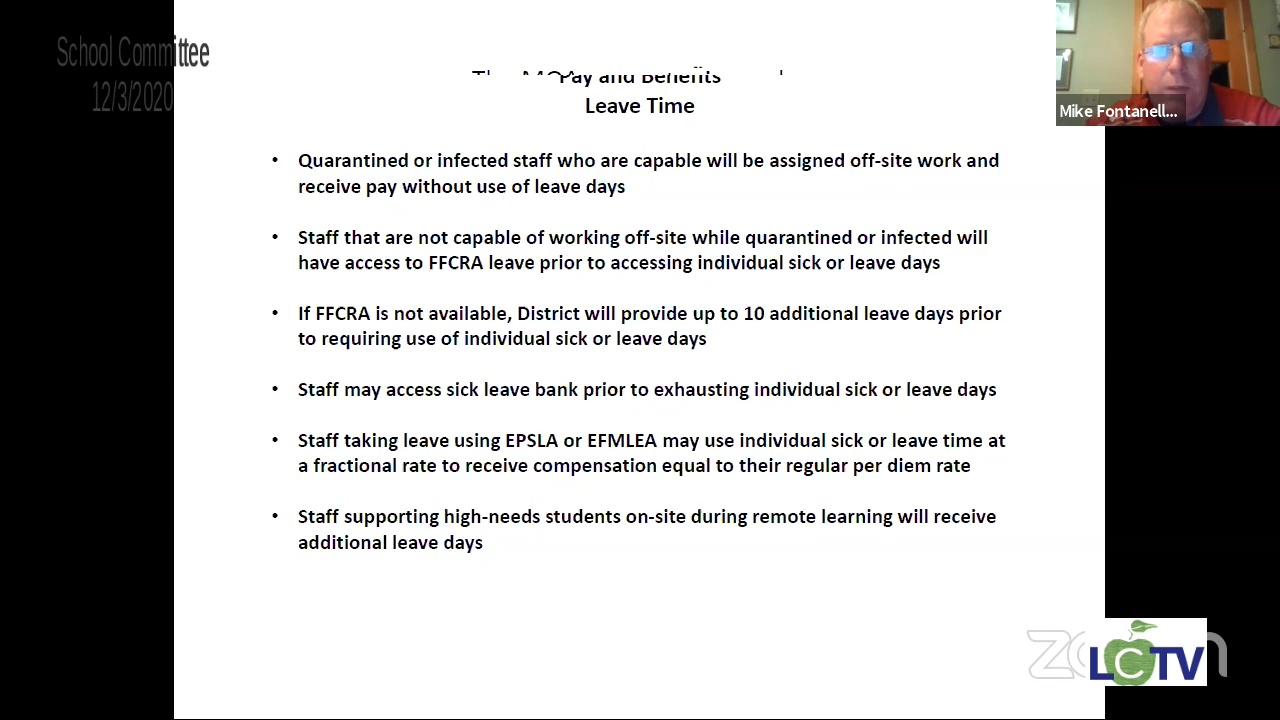 School Committee
12/3/2020
Pay and Benefits
Leave Time
Mike Fontanell...
• Quarantined or infected staff who are capable will be assigned off-site work and
receive pay without use of leave days
• Staff that are not capable of working off-site while quarantined or infected will
have access to FFCRA leave prior to accessing individual sick or leave days
• If FFCRA is not available, District will provide up to 10 additional leave days prior
to requiring use of individual sick or leave days
• Staff may access sick leave bank prior to exhausting individual sick or leave days
• Staff taking leave using EPSLA or EFMLEA may use individual sick or leave time at
a fractional rate to receive compensation equal to their regular per diem rate
• Staff supporting high-needs students on-site during remote learning will receive
additional leave days
LCTV